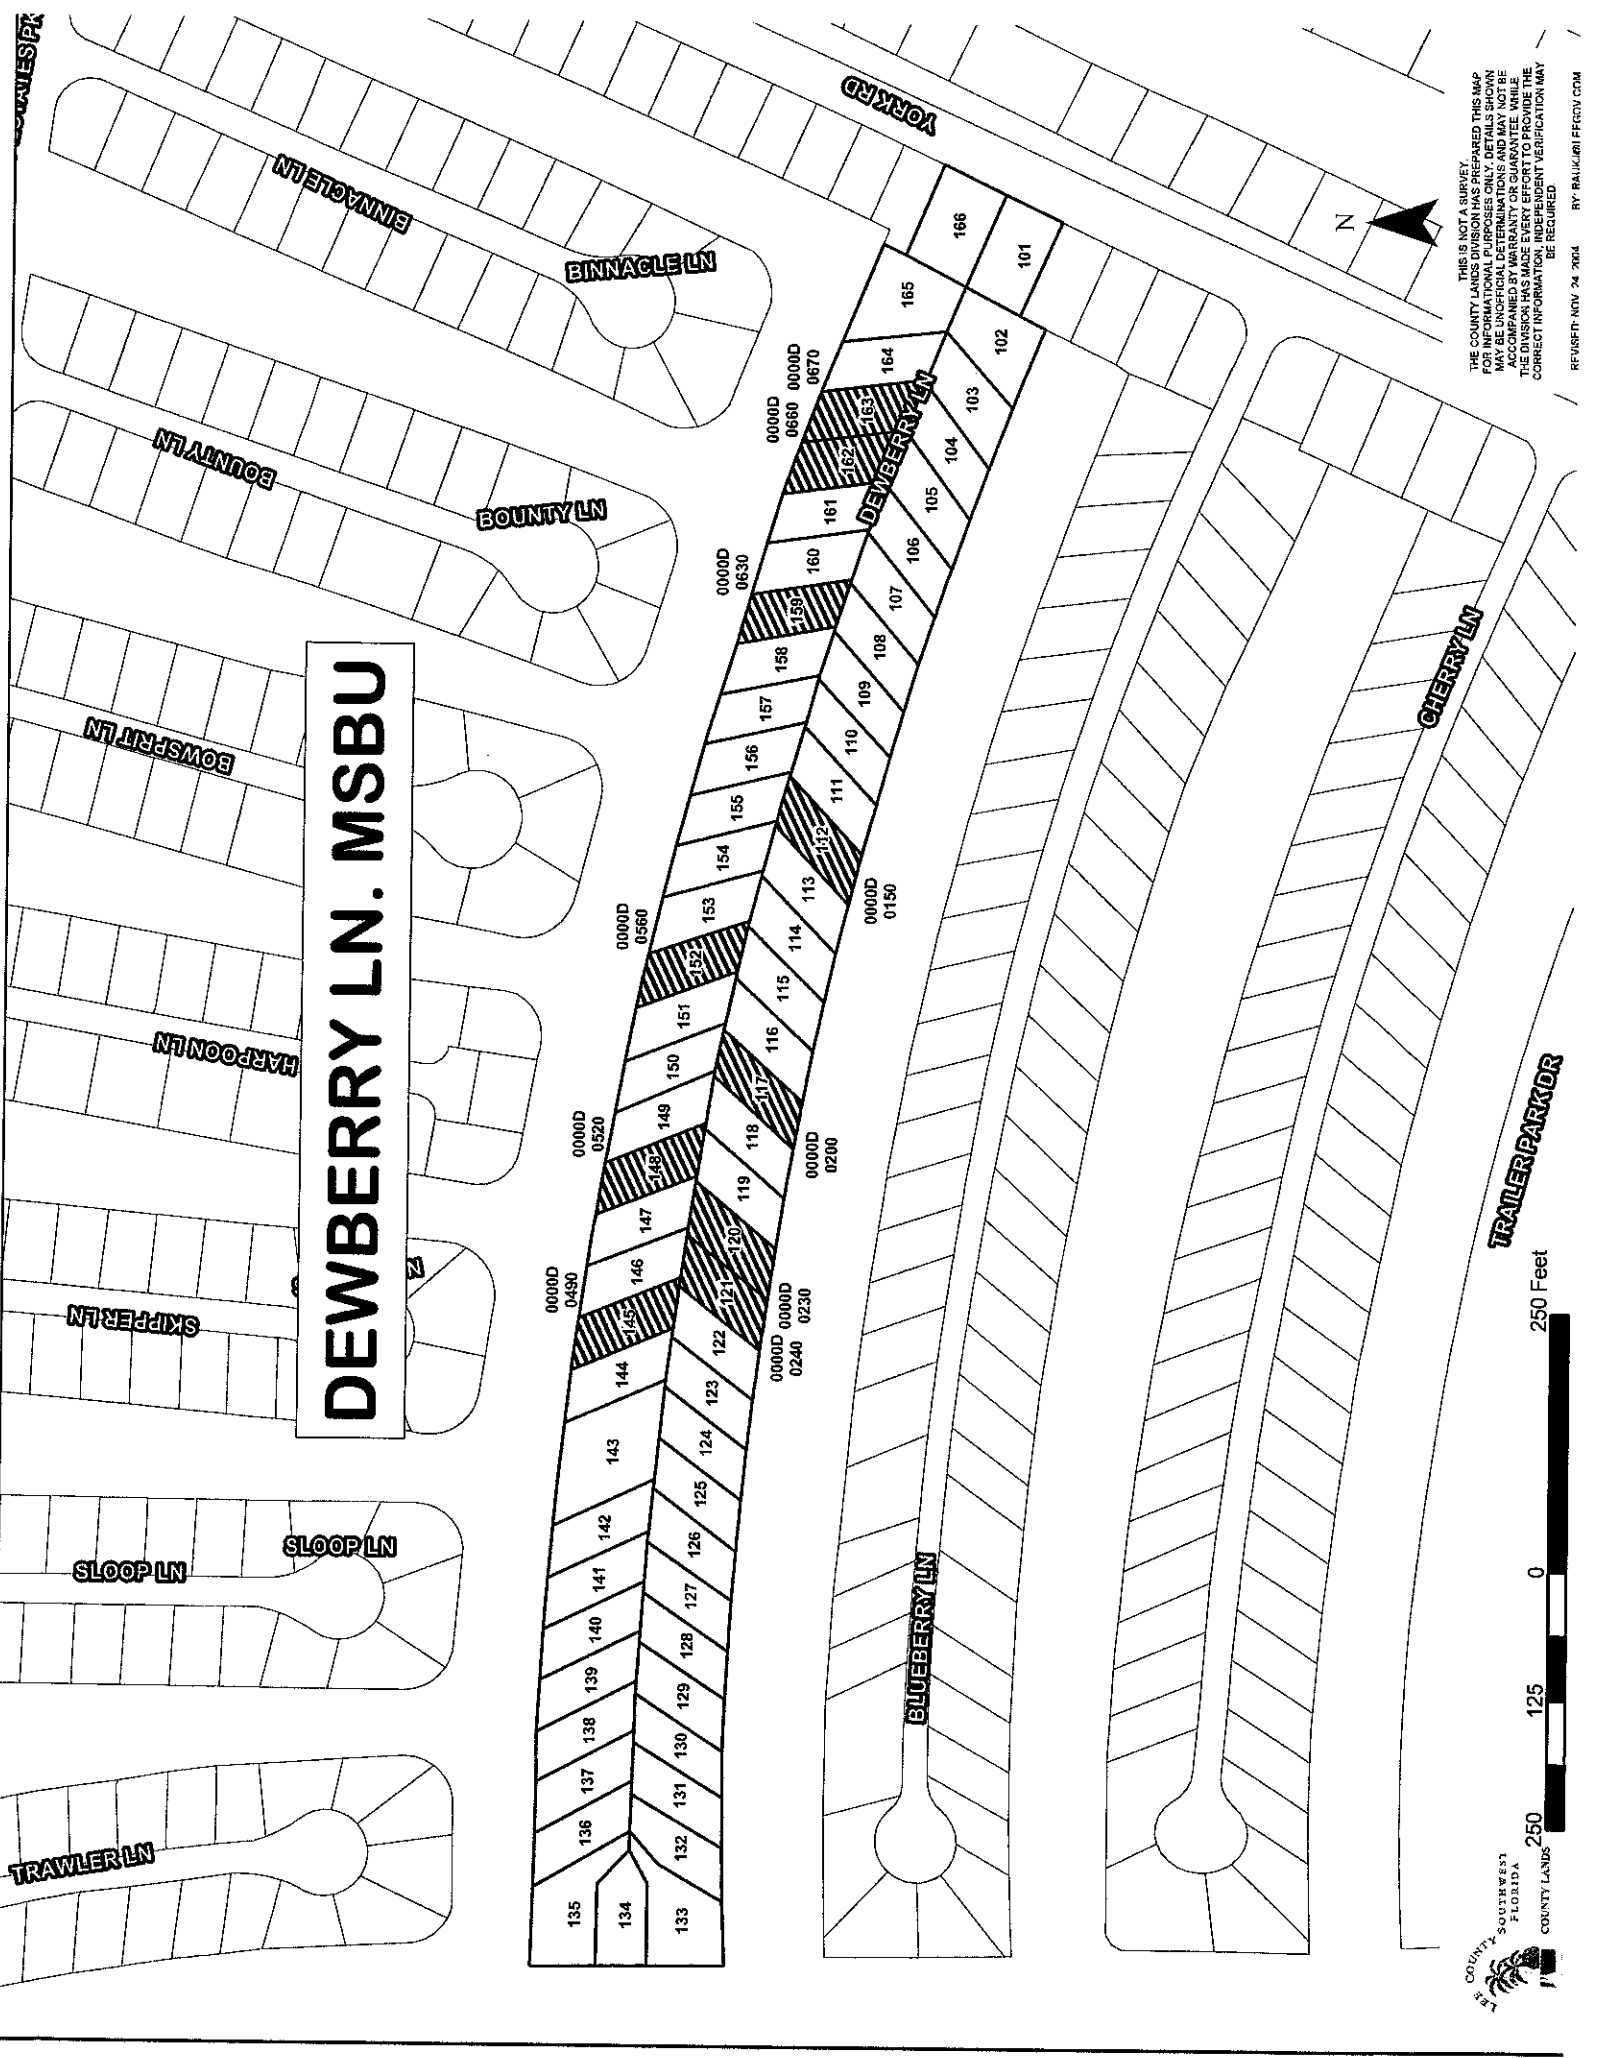 DEWBERRY LN. MSBU
TRAWLER LN
SLOOP LN
SLOOP LN
SKIPPER LN
HARPOON LN
BOWSPRIT LN
BOUNTY LN
BOUNTY LN
BINNACLE LN
BINNACLE LN
YORK RD
DEWBERRY LN
BLUEBERRY LN
CHERRY LN
TRAILER PARK DR
135
136
137
138
139
140
141
142
143
144
145
146
147
148
149
150
151
152
153
154
155
156
157
158
159
160
161
162
163
164
165
166
134
133
132
131
130
129
128
127
126
125
124
123
122
121
120
119
118
117
116
115
114
113
112
111
110
109
108
107
106
105
104
103
102
101
0000D
0490
0000D
0520
0000D
0560
0000D
0630
0000D
0660
0000D
0670
0000D
0240
0000D
0230
0000D
0200
0000D
0150
N
LEE COUNTY
SOUTHWEST
FLORIDA
COUNTY LANDS
250 125 0 250 Feet
THIS IS NOT A SURVEY.
THE COUNTY LANDS DIVISION HAS PREPARED THIS MAP
FOR INFORMATIONAL PURPOSES ONLY. DETAILS SHOWN
MAY BE UNOFFICIAL DETERMINATIONS AND MAY NOT BE
ACCOMPANIED BY WARRANTY OR GUARANTEE. WHILE
THE DIVISION HAS MADE EVERY EFFORT TO PROVIDE THE
CORRECT INFORMATION, INDEPENDENT VERIFICATION MAY
BE REQUIRED.
REVISED: NOV. 24, 2004 BY: